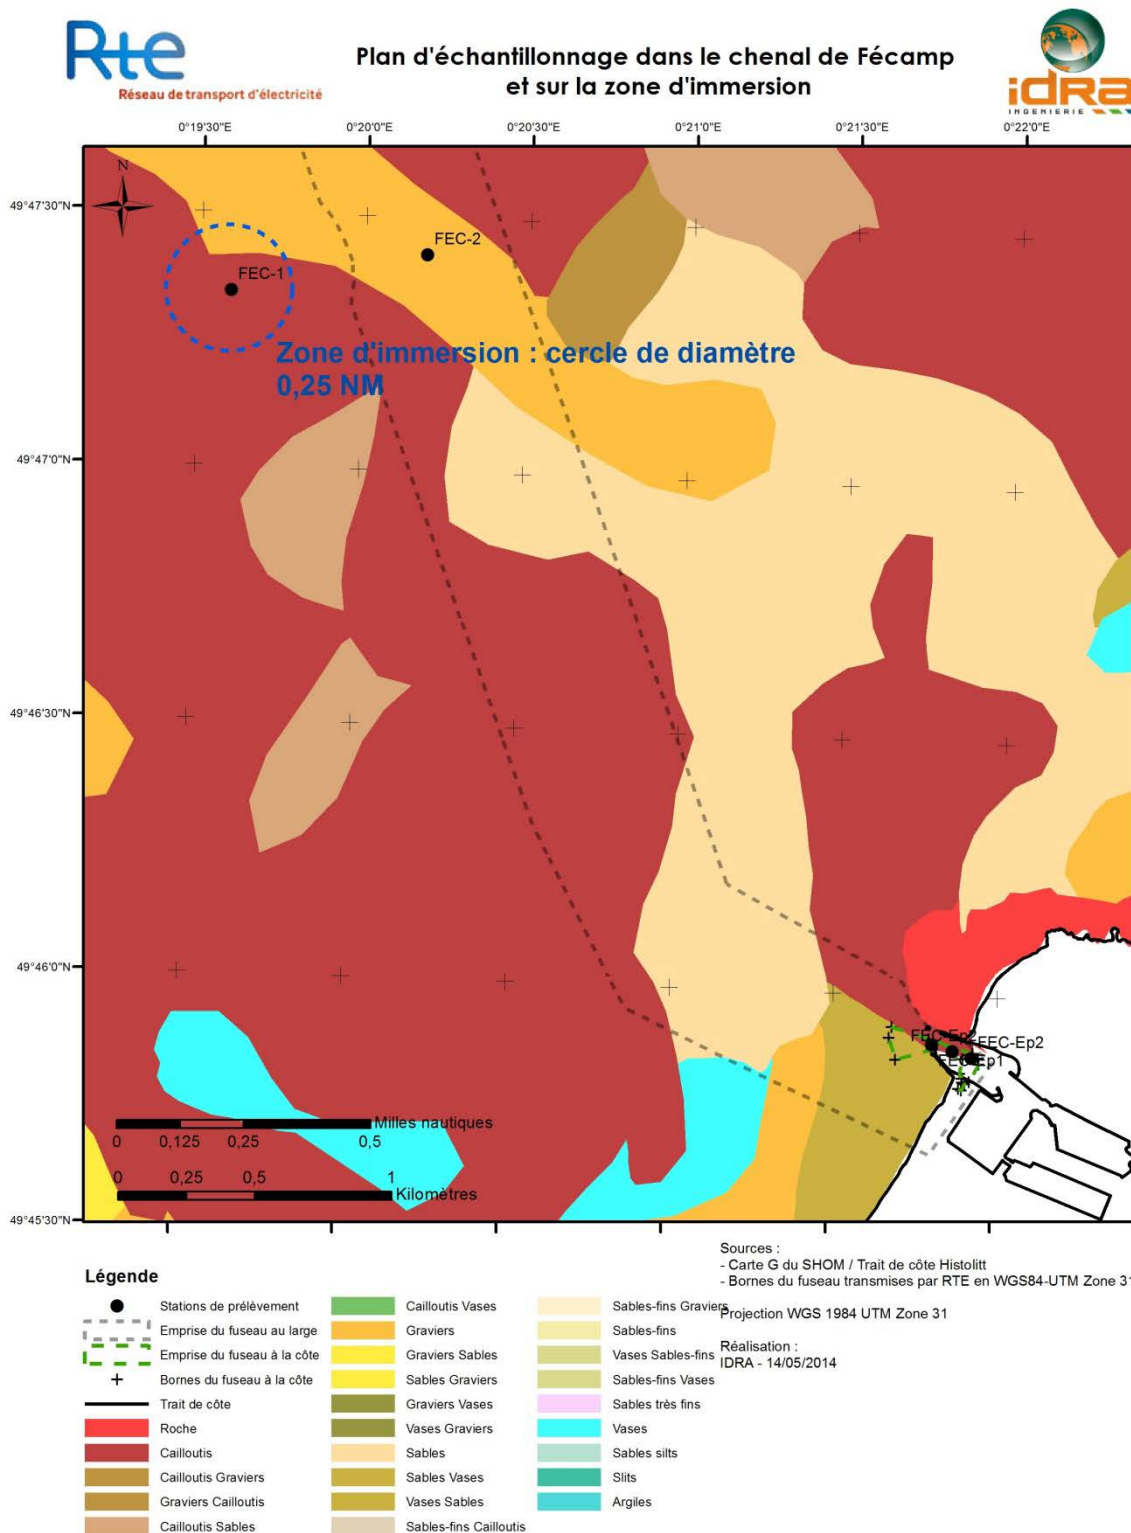 Rte
Réseau de transport d'électricité
Plan d'échantillonnage dans le chenal de Fécamp
et sur la zone d'immersion
idra
INGENIERIE
0°19'30"E 0°20'0"E 0°20'30"E 0°21'0"E 0°21'30"E 0°22'0"E
N
49°47'30"N
FEC-2
FEC-1
Zone d'immersion : cercle de diamètre
0,25 NM
49°47'0"N
49°46'30"N
49°46'0"N
FEC-Ep2
FEC-Ep2
FEC-Ep1
Milles nautiques
0 0,125 0,25 0,5
0 0,25 0,5 1
Kilomètres
49°45'30"N
Légende
Stations de prélèvement
Emprise du fuseau au large
Emprise du fuseau à la côte
Bornes du fuseau à la côte
Trait de côte
Roche
Cailloutis
Cailloutis Graviers
Graviers Cailloutis
Cailloutis Sables
Cailloutis Vases
Graviers
Graviers Sables
Sables Graviers
Graviers Vases
Vases Graviers
Sables
Sables Vases
Vases Sables
Sables-fins Cailloutis
Sables-fins Graviers
Sables-fins
Vases Sables-fins
Sables-fins Vases
Sables très fins
Vases
Sables silts
Slits
Argiles
Sources :
- Carte G du SHOM / Trait de côte Histolitt
- Bornes du fuseau transmises par RTE en WGS84-UTM Zone 31
Projection WGS 1984 UTM Zone 31
Réalisation :
IDRA - 14/05/2014